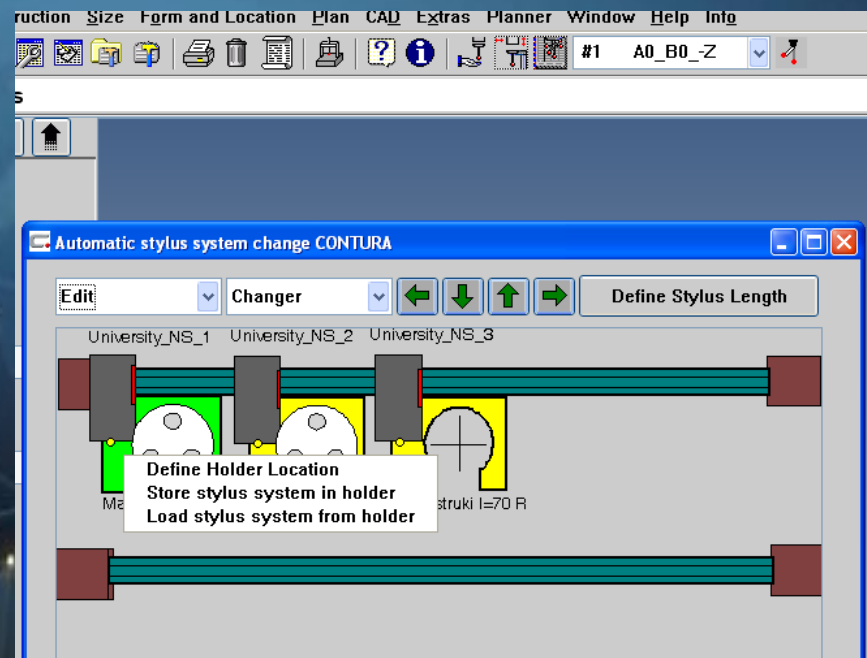 ruction Size Form and Location Plan CAD Extras Planner Window Help Info
#1 A0_B0_-Z
s
Automatic stylus system change CONTURA
Edit Changer Define Stylus Length
University_NS_1 University_NS_2 University_NS_3
Define Holder Location
Store stylus system in holder
Load stylus system from holder
Ma struki l=70 R